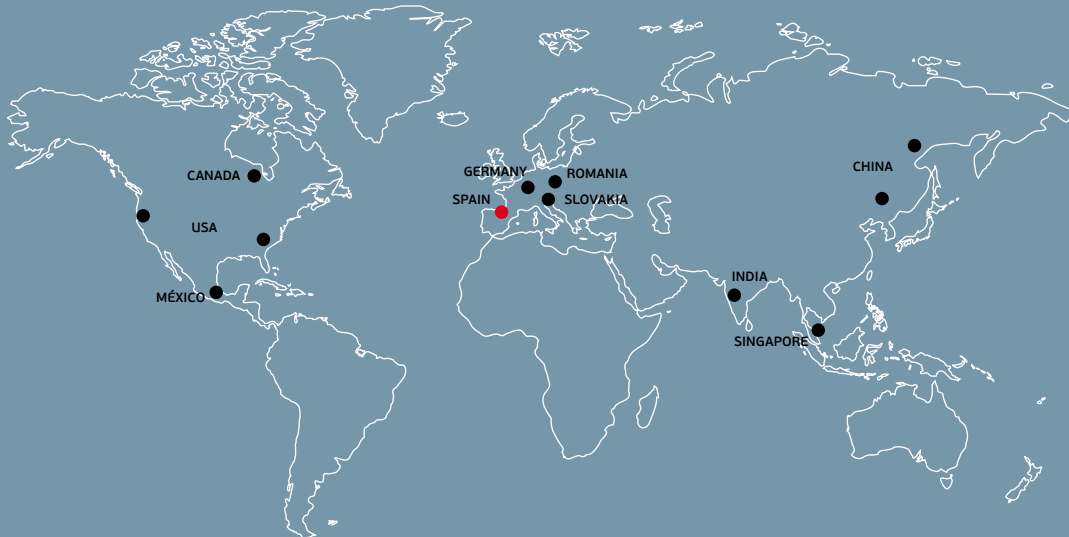 CHINA
GERMANY
ROMANIA
CANADA
SPAIN
SLOVAKIA
USA
INDIA
MÉXICO
SINGAPORE